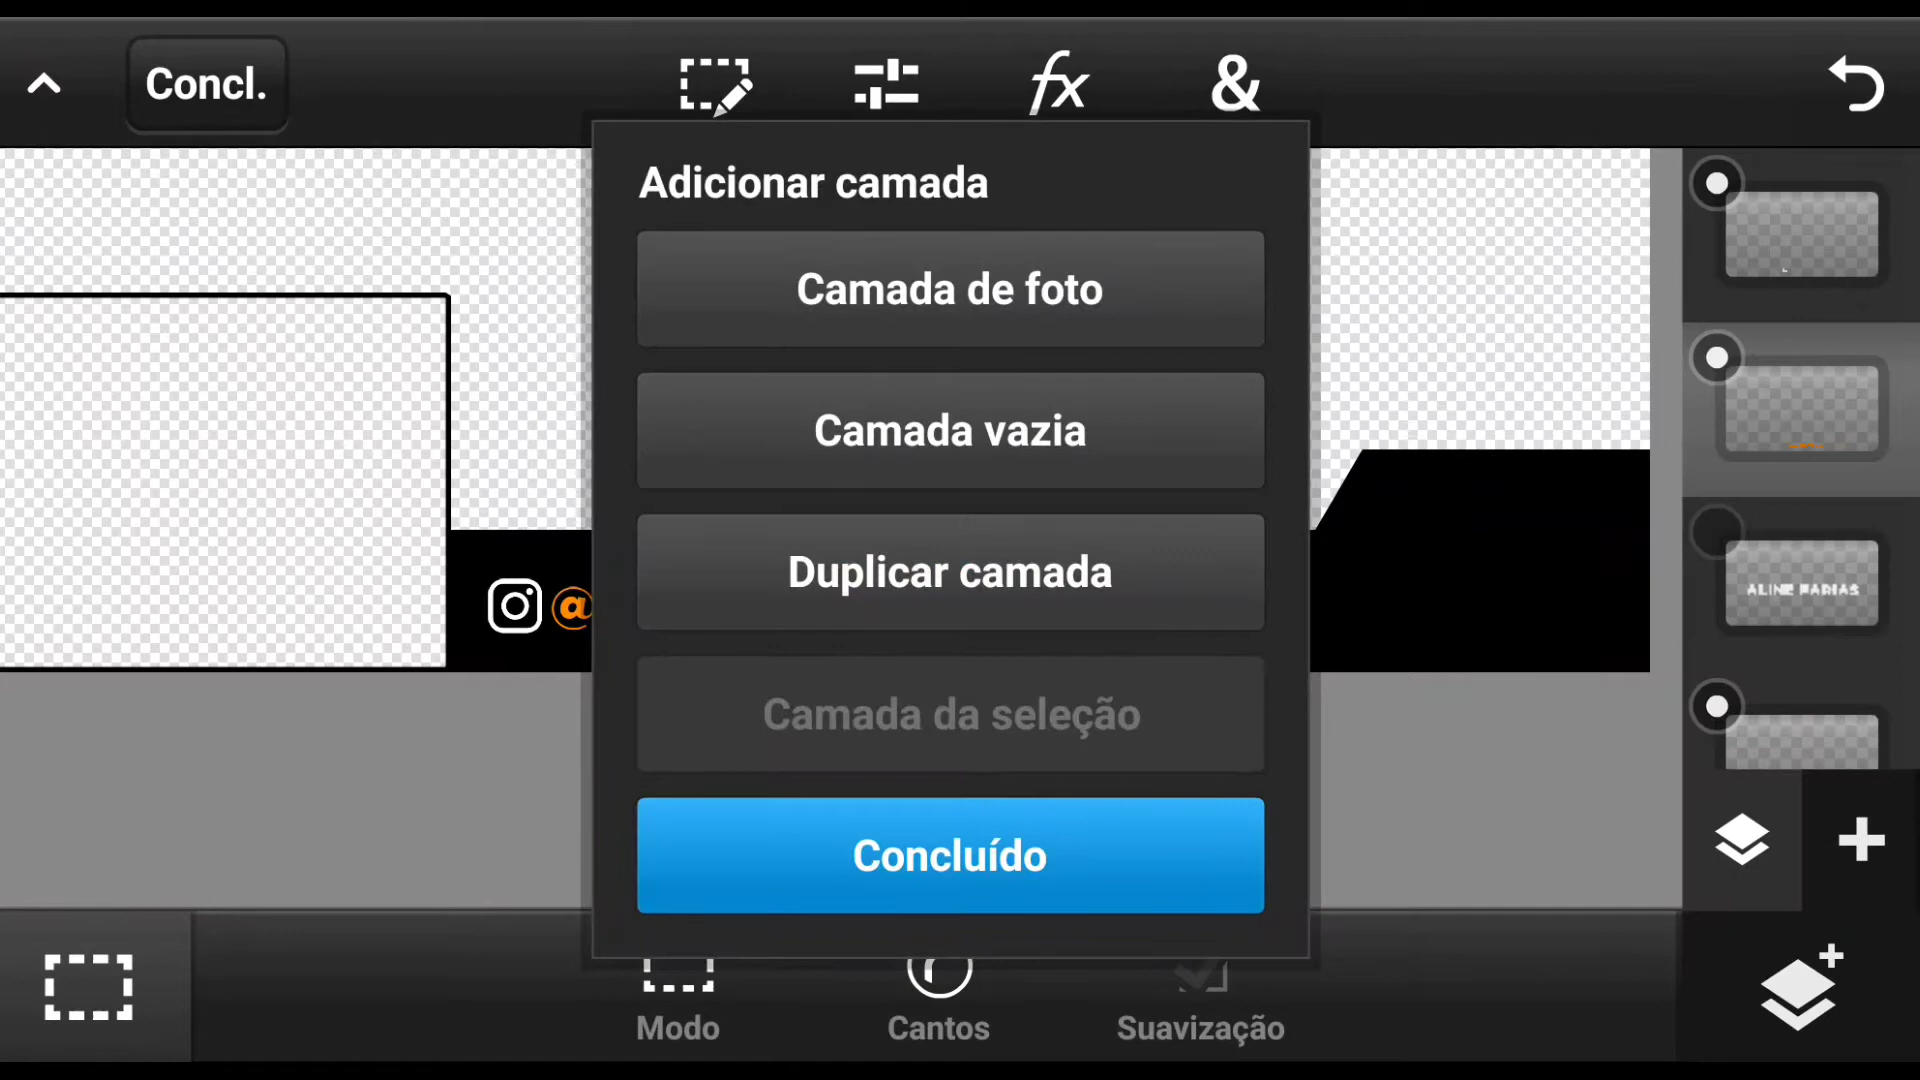 Concl.
fx
&
Adicionar camada
Camada de foto
Camada vazia
ALINE FARIAS
Duplicar camada
@
Camada da seleção
Concluído
Modo
Cantos
Suavização